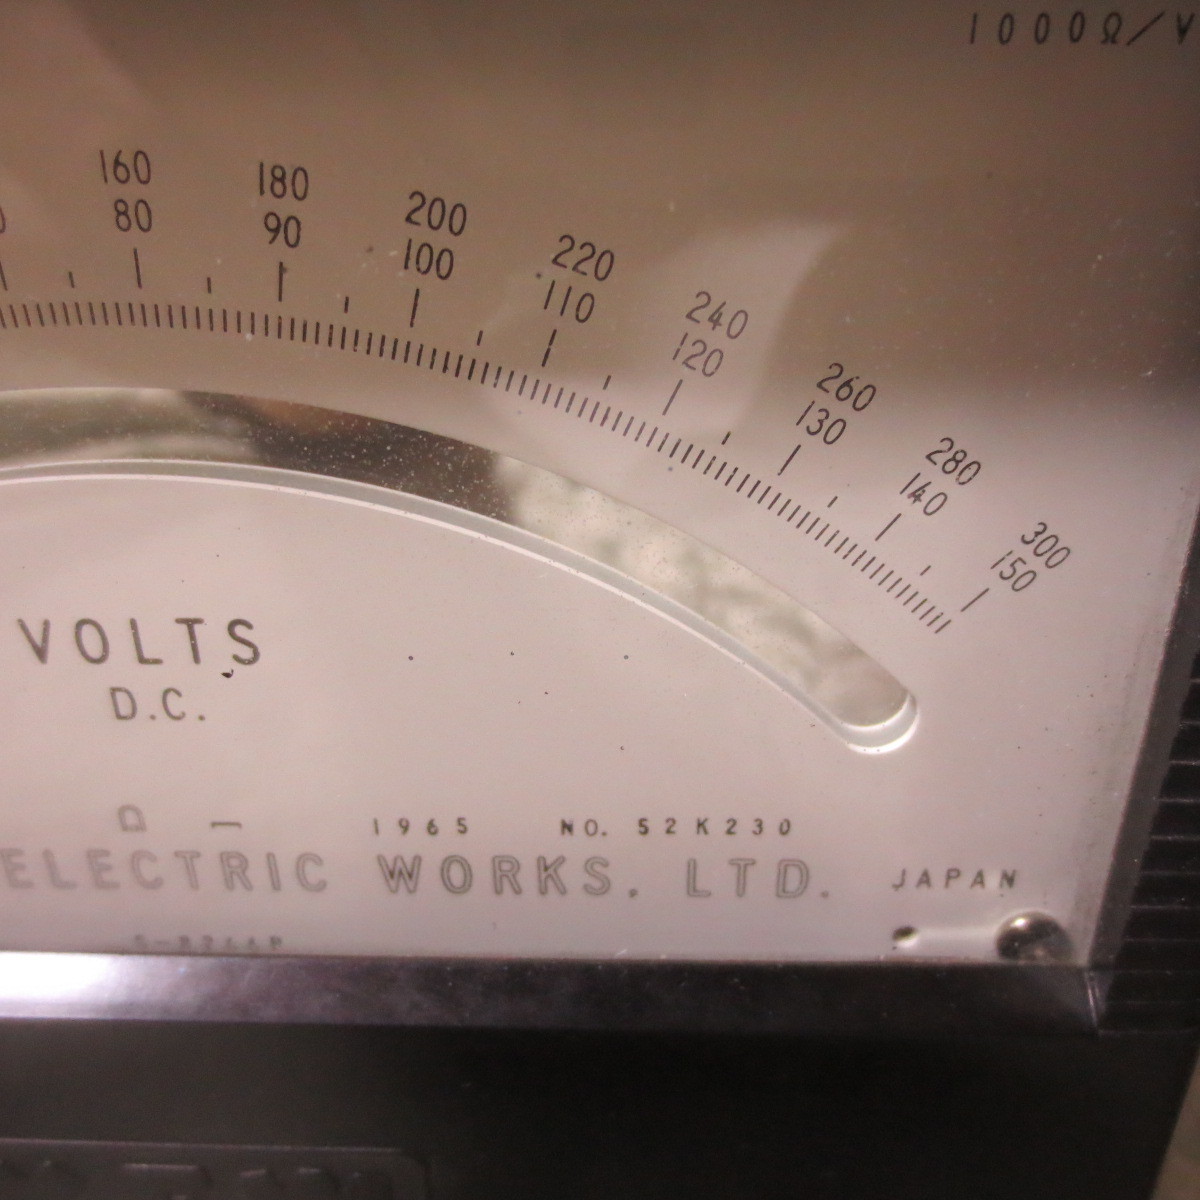 1000Ω/V
160 180 200 220 240 260 280 300
80 90 100 110 120 130 140 150
VOLTS
D.C.
1965 NO. 52K230
ELECTRIC WORKS, LTD. JAPAN